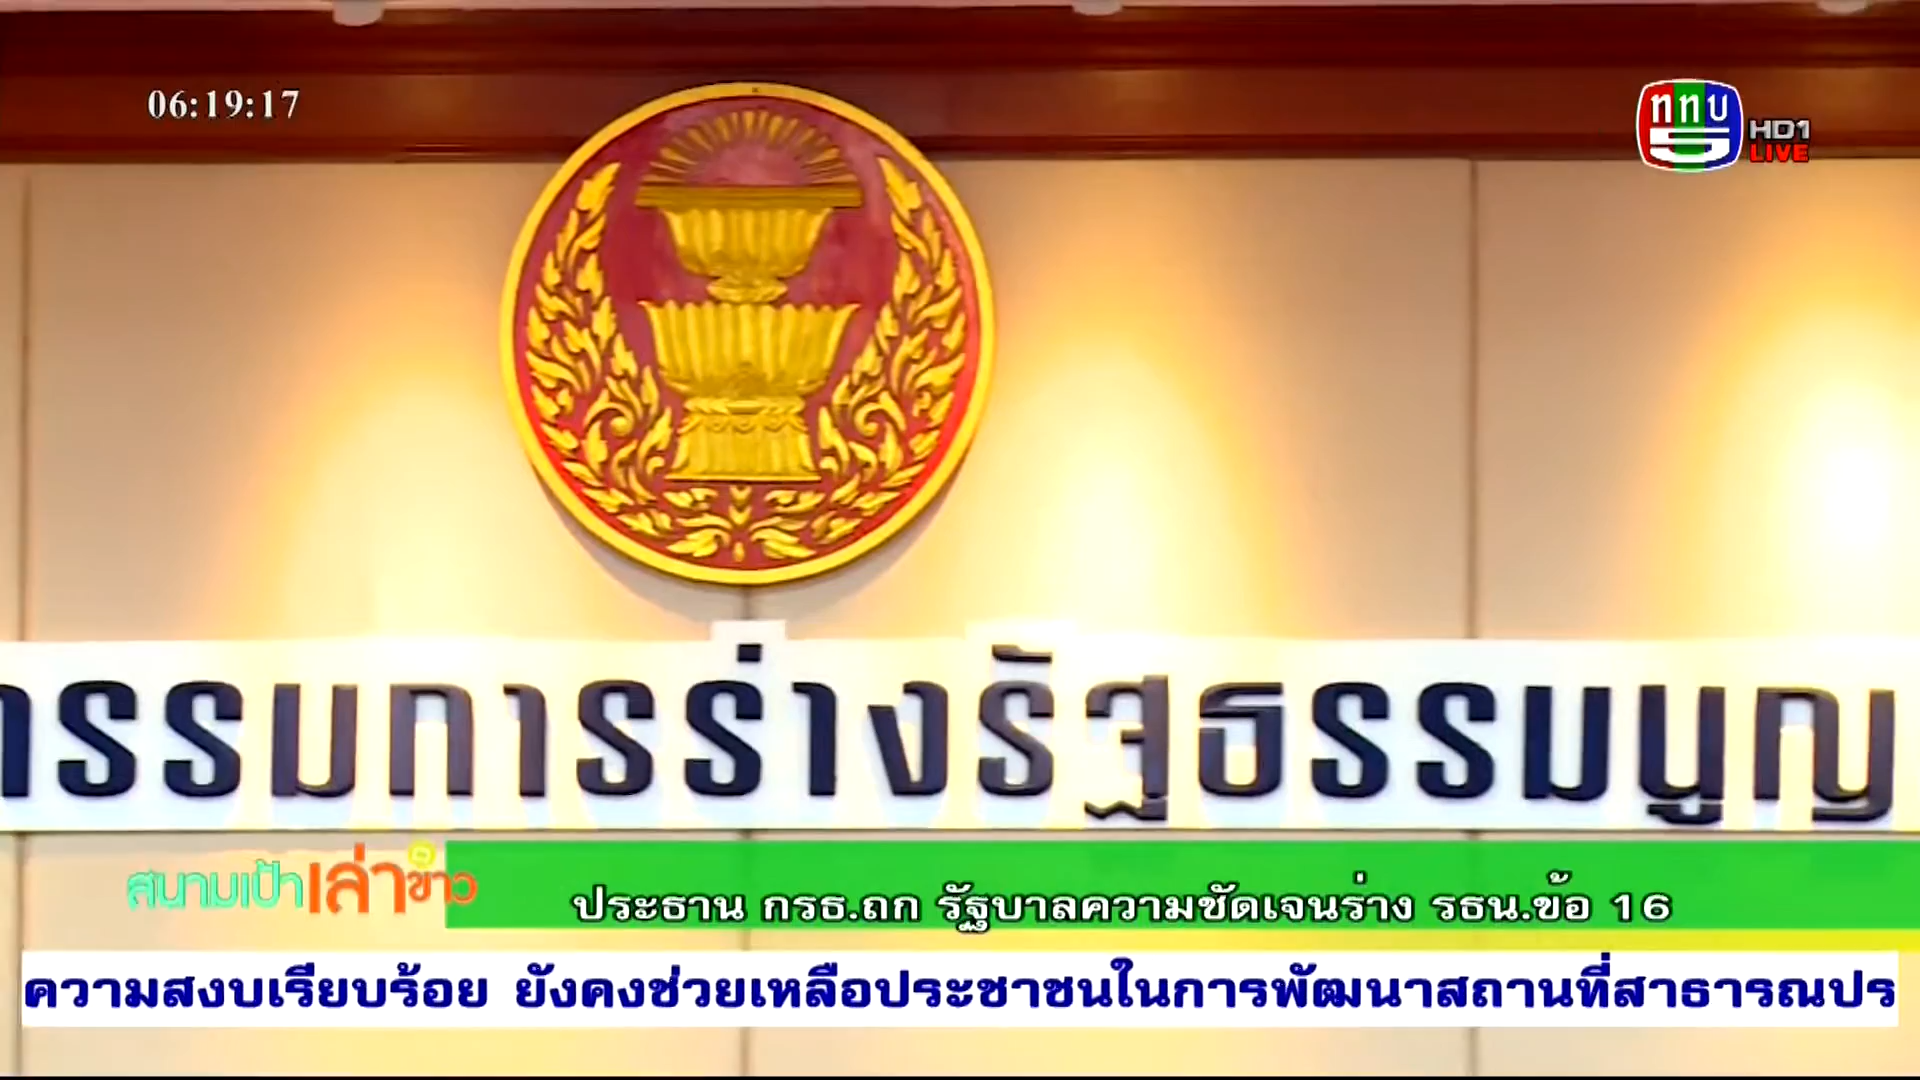 06:19:17
ททบ
5
HD1
LIVE
กรรมการร่างรัฐธรรมนูญ
สนามเป้าเล่าข่าว
ประธาน กรธ.ถก รัฐบาลความชัดเจนร่าง รธน.ข้อ 16
ความสงบเรียบร้อย ยังคงช่วยเหลือประชาชนในการพัฒนาสถานที่สาธารณปร